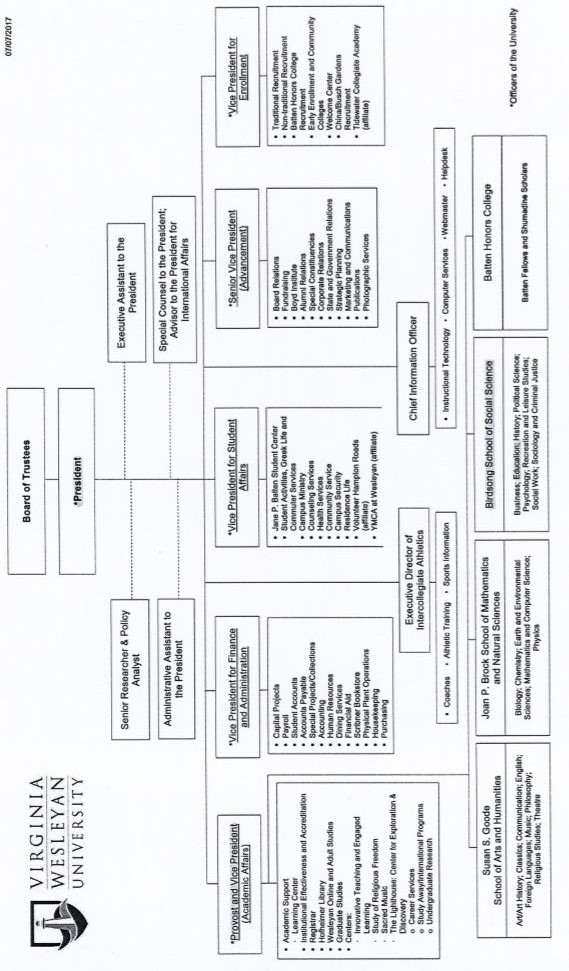 07/07/2017
VIRGINIA
WESLEYAN
UNIVERSITY
Board of Trustees
*President
Senior Researcher & Policy
Analyst
Executive Assistant to the
President
Administrative Assistant to
the President
Special Counsel to the President;
Advisor to the President for
International Affairs
*Provost and Vice President
(Academic Affairs)
• Academic Support
- Learning Center
• Institutional Effectiveness and Accreditation
• Registrar
• Hofheimer Library
• Wesleyan Online and Adult Studies
• Graduate Studies
• Centers:
- Innovative Teaching and Engaged
Learning
- Study of Religious Freedom
- Sacred Music
- The Lighthouse: Center for Exploration &
Discovery
o Career Services
o Study Away/International Programs
o Undergraduate Research
*Vice President for Finance
and Administration
• Capital Projects
• Payroll
• Student Accounts
• Accounts Payable
• Special Projects/Collections
• Accounting
• Human Resources
• Dining Services
• Financial Aid
• Scribner Bookstore
• Physical Plant Operations
• Housekeeping
• Purchasing
*Vice President for Student
Affairs
• Jane P. Batten Student Center
• Student Activities, Greek Life and
Commuter Services
• Campus Ministry
• Counseling Services
• Health Services
• Community Service
• Campus Security
• Residence Life
• Volunteer Hampton Roads
(affiliate)
• YMCA at Wesleyan (affiliate)
*Senior Vice President
(Advancement)
• Board Relations
• Fundraising
• Boyd Institute
• Alumni Relations
• Special Constituencies
• Corporate Relations
• State and Government Relations
• Strategic Planning
• Marketing and Communications
• Publications
• Photographic Services
*Vice President for
Enrollment
• Traditional Recruitment
• Non-traditional Recruitment
• Batten Honors College
Recruitment
• Early Enrollment and Community
Colleges
• Welcome Center
• China/Busch Gardens
Recruitment
• Tidewater Collegiate Academy
(affiliate)
Executive Director of
Intercollegiate Athletics
• Coaches • Athletic Training • Sports Information
Chief Information Officer
• Instructional Technology • Computer Services • Webmaster • Helpdesk
Susan S. Goode
School of Arts and Humanities
Art/Art History; Classics; Communication; English;
Foreign Languages; Music; Philosophy;
Religious Studies; Theatre
Joan P. Brock School of Mathematics
and Natural Sciences
Biology; Chemistry; Earth and Environmental
Sciences; Mathematics and Computer Science;
Physics
Birdsong School of Social Science
Business; Education; History; Political Science;
Psychology; Recreation and Leisure Studies;
Social Work; Sociology and Criminal Justice
Batten Honors College
Batten Fellows and Shumadine Scholars
*Officers of the University